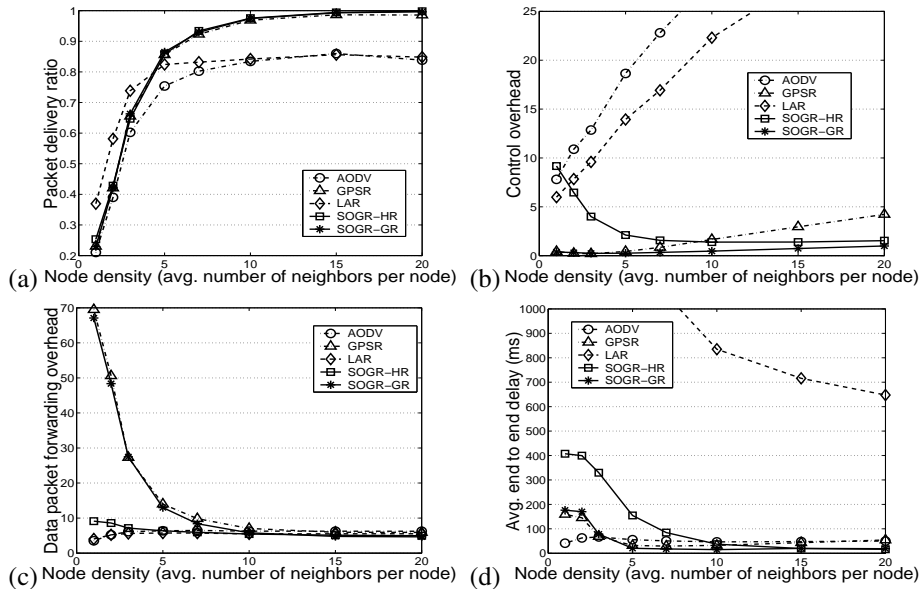 1
0.9
0.8
0.7
0.6
0.5
0.4
0.3
0.2
Packet delivery ratio
AODV
GPSR
LAR
SOGR-HR
SOGR-GR
0 5 10 15 20
(a) Node density (avg. number of neighbors per node)
25
20
15
10
5
0
Control overhead
AODV
GPSR
LAR
SOGR-HR
SOGR-GR
0 5 10 15 20
(b) Node density (avg. number of neighbors per node)
70
60
50
40
30
20
10
0
Data packet forwarding overhead
AODV
GPSR
LAR
SOGR-HR
SOGR-GR
0 5 10 15 20
(c) Node density (avg. number of neighbors per node)
1000
900
800
700
600
500
400
300
200
100
50
0
Avg. end to end delay (ms)
AODV
GPSR
LAR
SOGR-HR
SOGR-GR
0 5 10 15 20
(d) Node density (avg. number of neighbors per node)